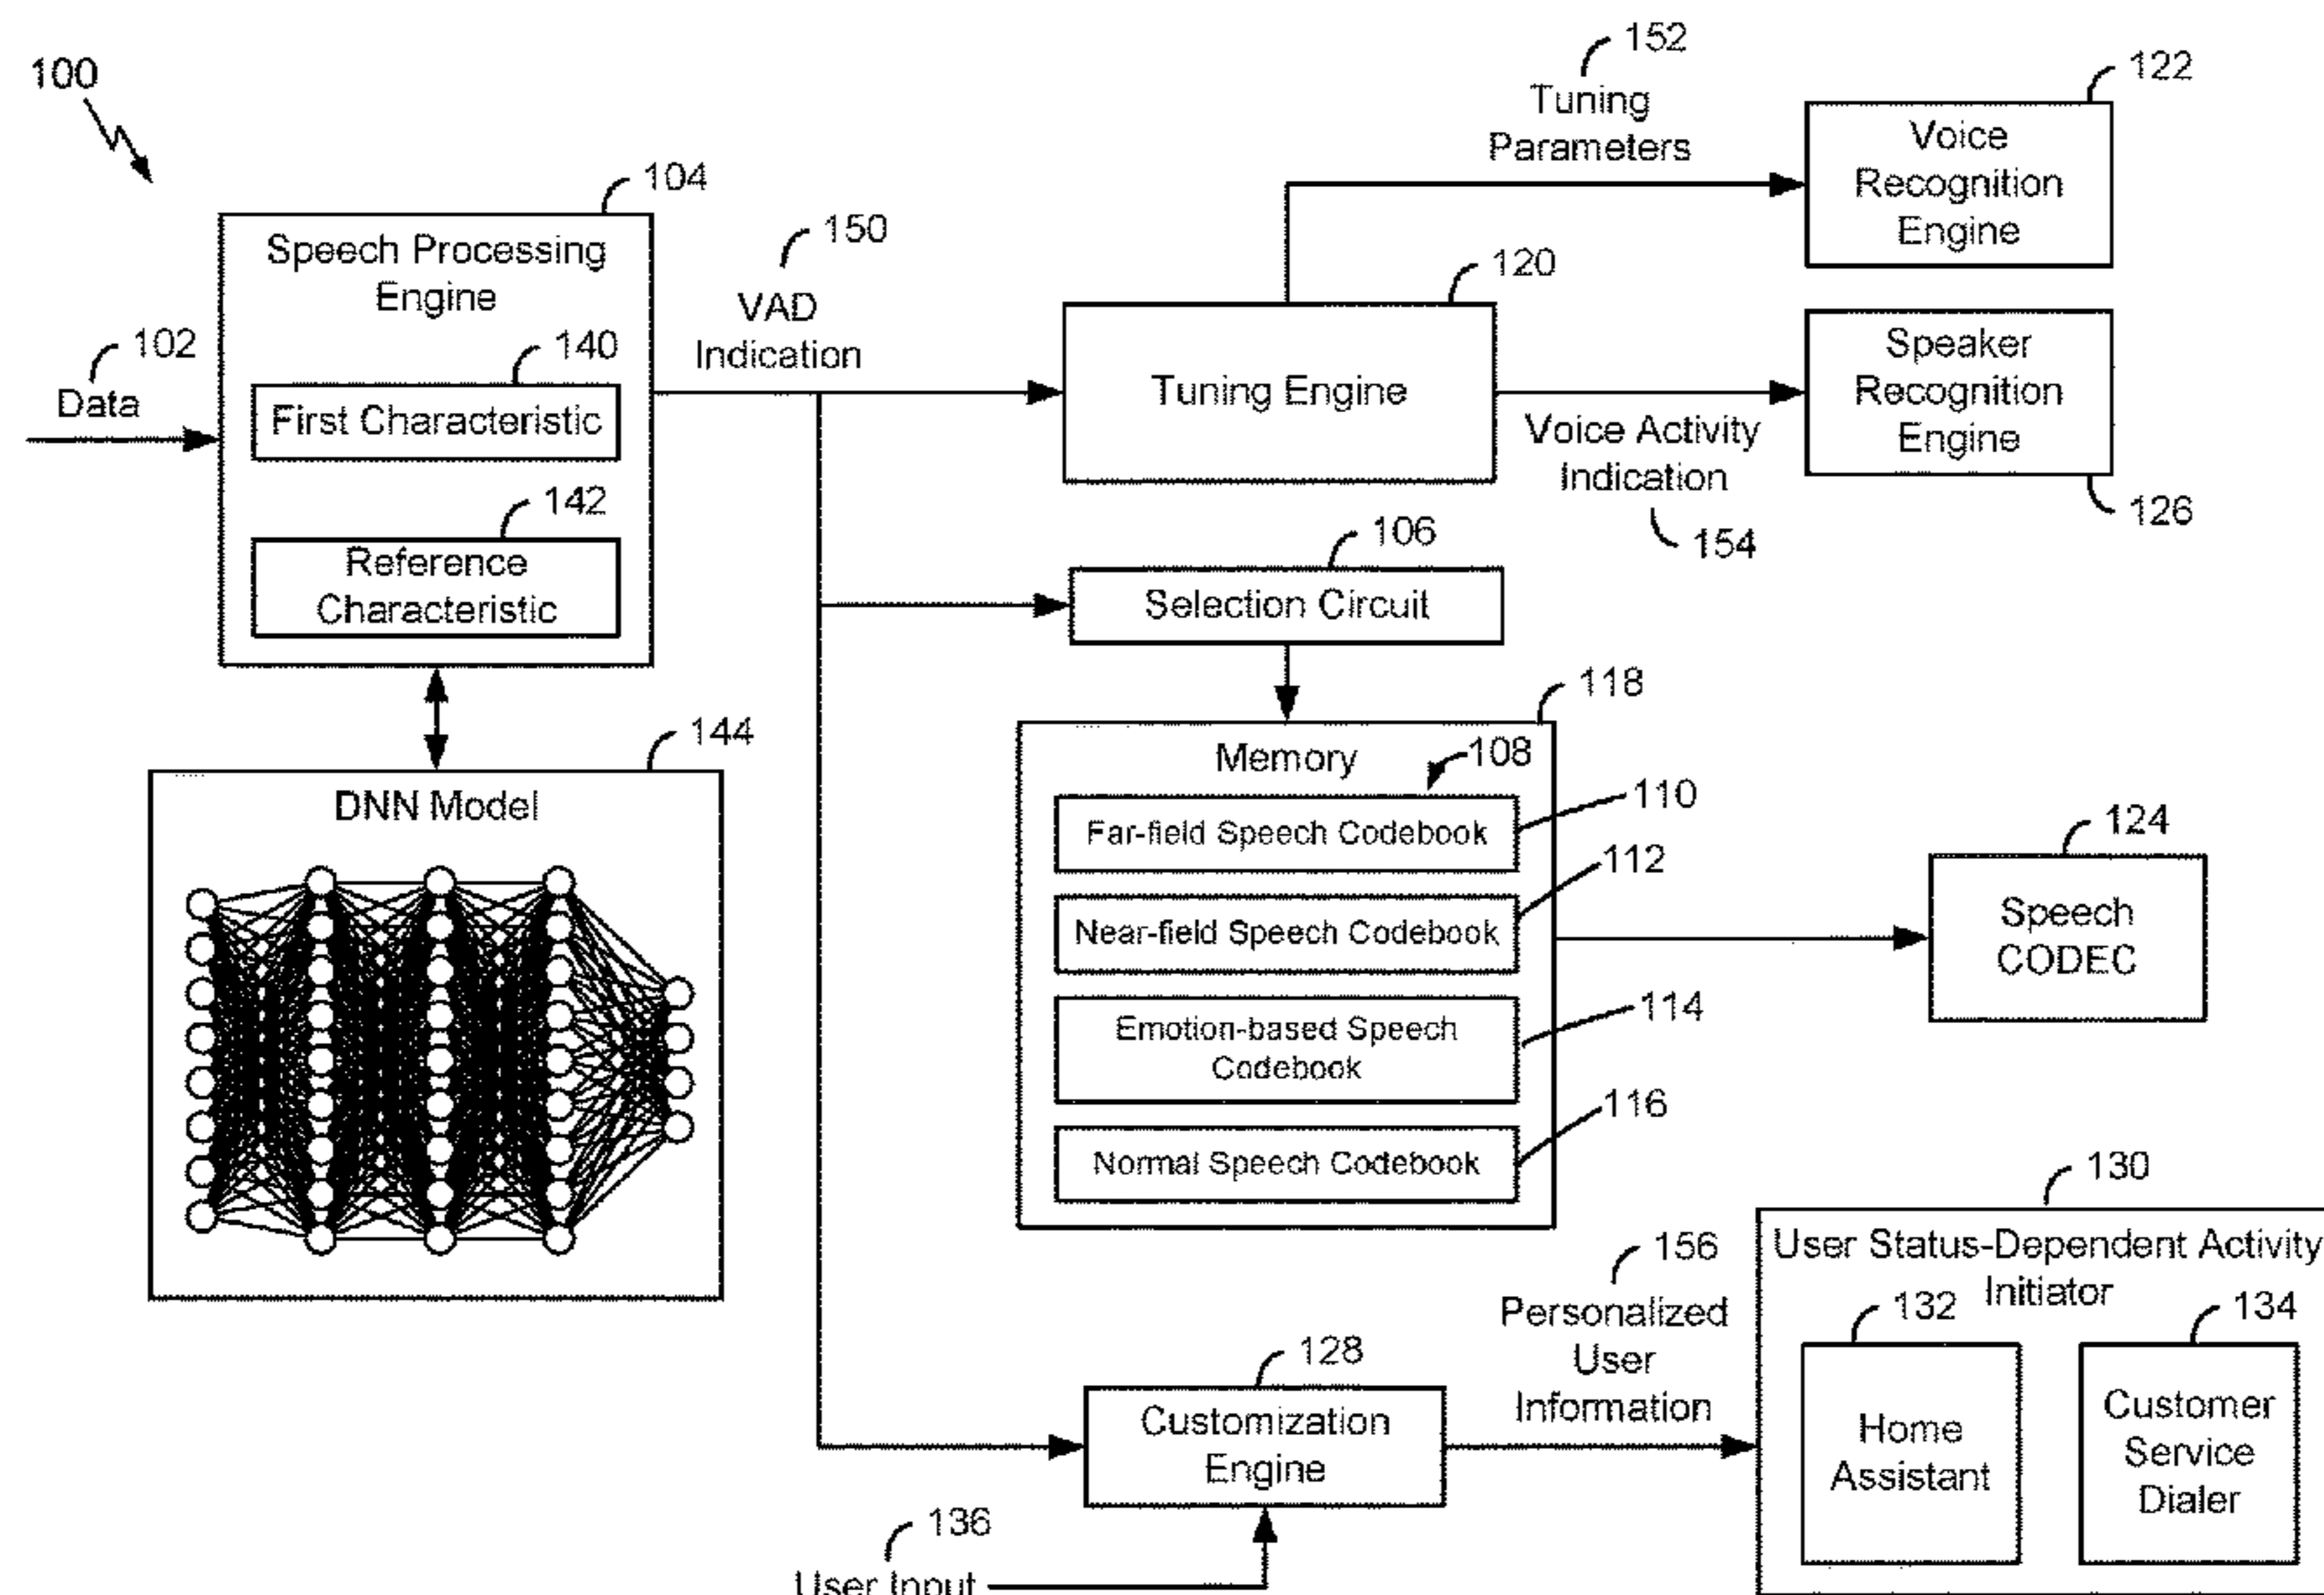 100
104
Speech Processing
Engine
102
Data
140
First Characteristic
142
Reference
Characteristic
144
DNN Model
150
VAD
Indication
120
Tuning Engine
152
Tuning
Parameters
122
Voice
Recognition
Engine
Speaker
Recognition
Engine
126
Voice Activity
Indication
154
106
Selection Circuit
118
Memory
108
Far-field Speech Codebook
110
Near-field Speech Codebook
112
Emotion-based Speech
Codebook
114
Normal Speech Codebook
116
124
Speech
CODEC
128
Customization
Engine
136
User Input
156
Personalized
User
Information
130
User Status-Dependent Activity
Initiator
132
Home
Assistant
134
Customer
Service
Dialer